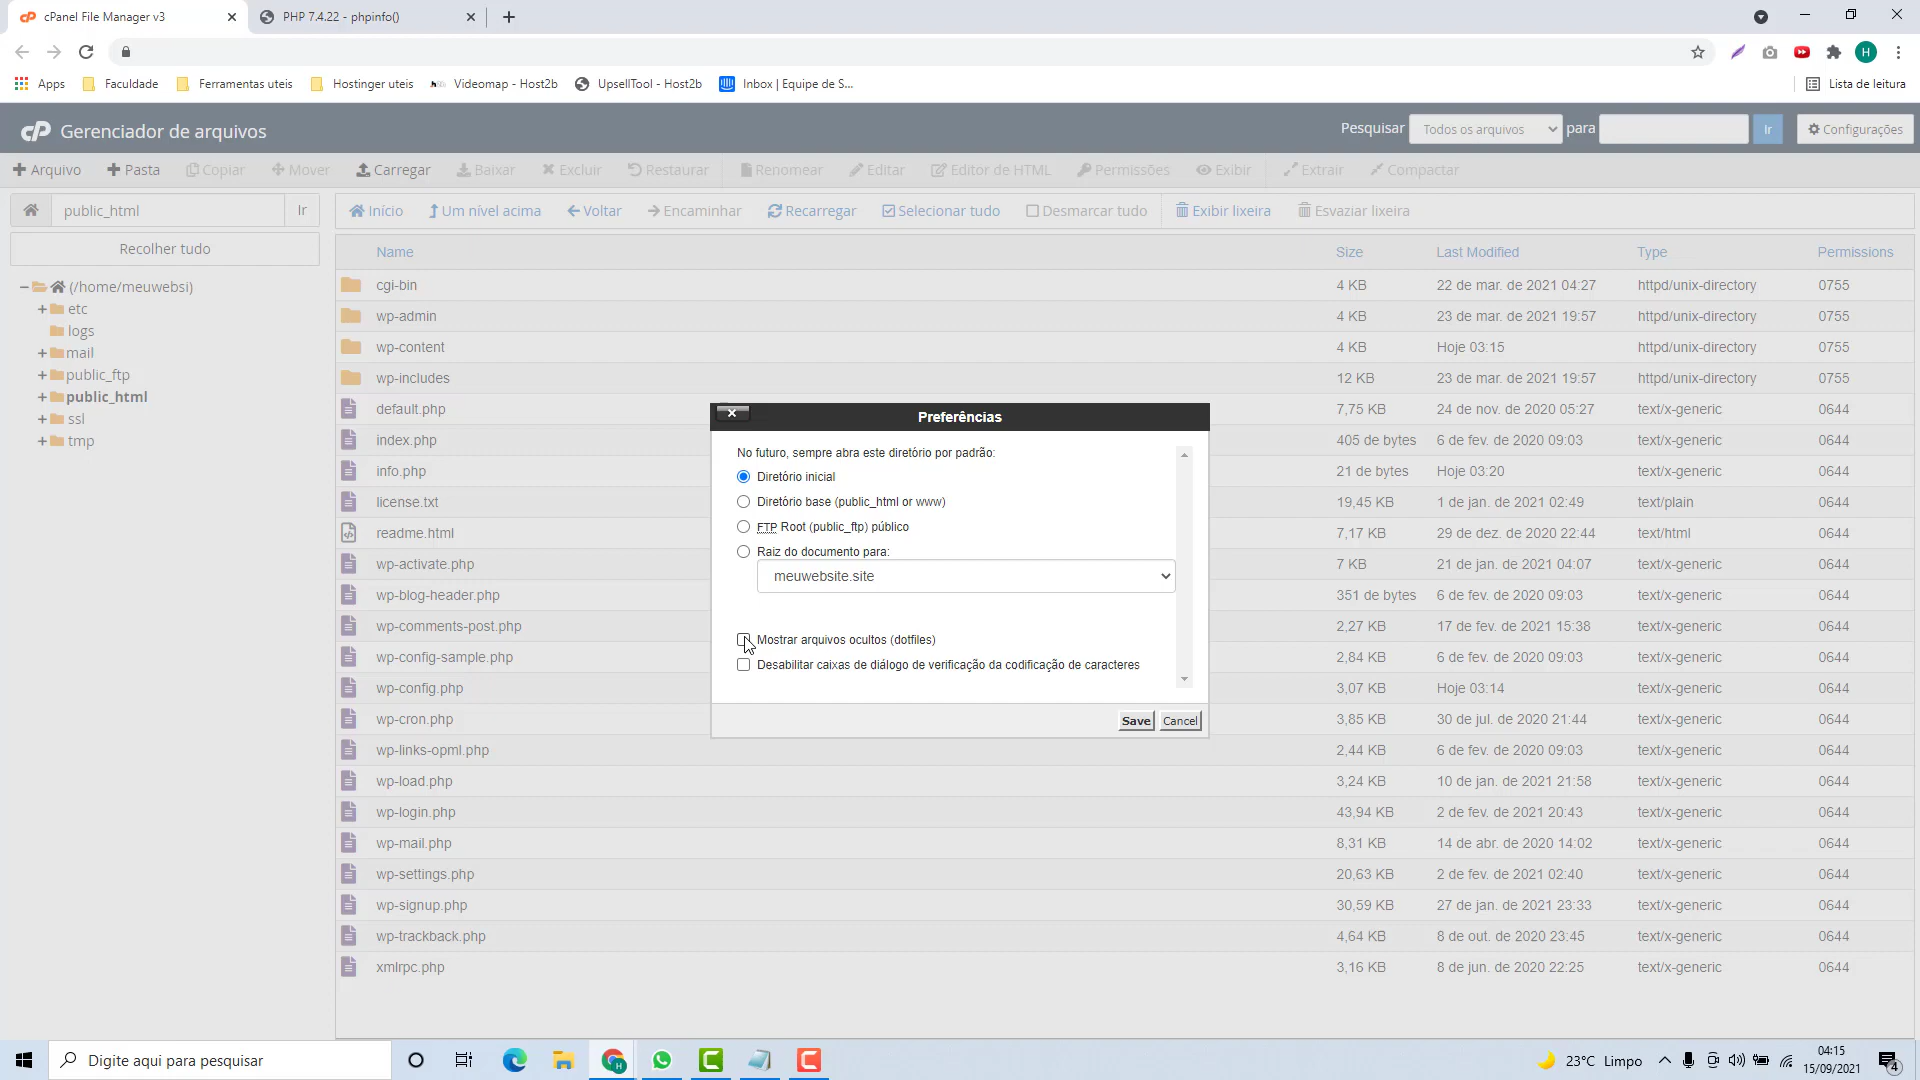 cPanel File Manager v3
PHP 7.4.22 - phpinfo()
H
Apps
Faculdade
Ferramentas uteis
Hostinger uteis
Videomap - Host2b
UpsellTool - Host2b
Inbox | Equipe de S...
Lista de leitura
cP Gerenciador de arquivos
Pesquisar Todos os arquivos para Ir Configurações
Arquivo Pasta Copiar Mover Carregar Baixar Excluir Restaurar Renomear Editar Editor de HTML Permissões Exibir Extrair Compactar
public_html Ir
Início Um nível acima Voltar Encaminhar Recarregar Selecionar tudo Desmarcar tudo Exibir lixeira Esvaziar lixeira
Recolher tudo
(/home/meuwebsi)
etc
logs
mail
public_ftp
public_html
ssl
tmp
Name Size Last Modified Type Permissions
cgi-bin 4 KB 22 de mar. de 2021 04:27 httpd/unix-directory 0755
wp-admin 4 KB 23 de mar. de 2021 19:57 httpd/unix-directory 0755
wp-content 4 KB Hoje 03:15 httpd/unix-directory 0755
wp-includes 12 KB 23 de mar. de 2021 19:57 httpd/unix-directory 0755
default.php 7,75 KB 24 de nov. de 2020 05:27 text/x-generic 0644
index.php 405 de bytes 6 de fev. de 2020 09:03 text/x-generic 0644
info.php 21 de bytes Hoje 03:20 text/x-generic 0644
license.txt 19,45 KB 1 de jan. de 2021 02:49 text/plain 0644
readme.html 7,17 KB 29 de dez. de 2020 22:44 text/html 0644
wp-activate.php 7 KB 21 de jan. de 2021 04:07 text/x-generic 0644
wp-blog-header.php 351 de bytes 6 de fev. de 2020 09:03 text/x-generic 0644
wp-comments-post.php 2,27 KB 17 de fev. de 2021 15:38 text/x-generic 0644
wp-config-sample.php 2,84 KB 6 de fev. de 2020 09:03 text/x-generic 0644
wp-config.php 3,07 KB Hoje 03:14 text/x-generic 0644
wp-cron.php 3,85 KB 30 de jul. de 2020 21:44 text/x-generic 0644
wp-links-opml.php 2,44 KB 6 de fev. de 2020 09:03 text/x-generic 0644
wp-load.php 3,24 KB 10 de jan. de 2021 21:58 text/x-generic 0644
wp-login.php 43,94 KB 2 de fev. de 2021 20:43 text/x-generic 0644
wp-mail.php 8,31 KB 14 de abr. de 2020 14:02 text/x-generic 0644
wp-settings.php 20,63 KB 2 de fev. de 2021 02:40 text/x-generic 0644
wp-signup.php 30,59 KB 27 de jan. de 2021 23:33 text/x-generic 0644
wp-trackback.php 4,64 KB 8 de out. de 2020 23:45 text/x-generic 0644
xmlrpc.php 3,16 KB 8 de jun. de 2020 22:25 text/x-generic 0644
Preferências
No futuro, sempre abra este diretório por padrão:
Diretório inicial
Diretório base (public_html or www)
FTP Root (public_ftp) público
Raiz do documento para:
meuwebsite.site
Mostrar arquivos ocultos (dotfiles)
Desabilitar caixas de diálogo de verificação da codificação de caracteres
Save Cancel
Digite aqui para pesquisar
23°C Limpo
04:15
15/09/2021
4